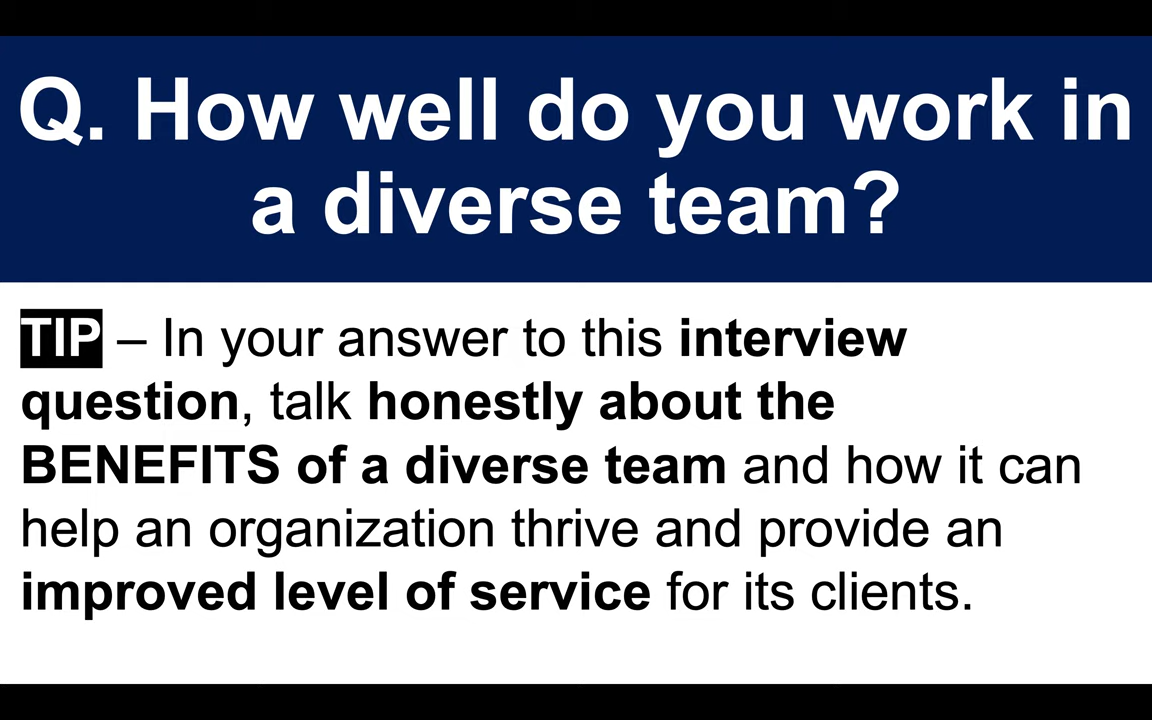 Q. How well do you work in
a diverse team?
TIP – In your answer to this interview
question, talk honestly about the
BENEFITS of a diverse team and how it can
help an organization thrive and provide an
improved level of service for its clients.